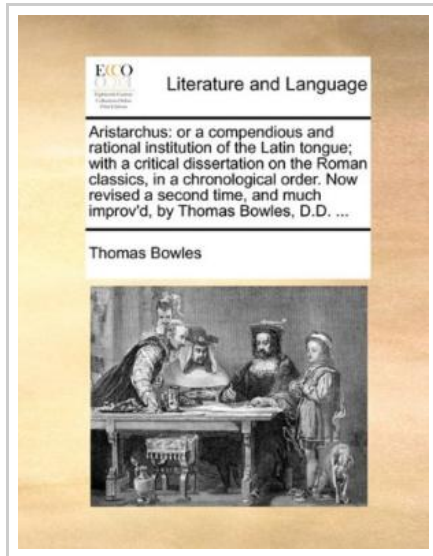 ECCO
Literature and Language
Aristarchus: or a compendious and
rational institution of the Latin tongue;
with a critical dissertation on the Roman
classics, in a chronological order. Now
revised a second time, and much
improv'd, by Thomas Bowles, D.D. ...
Thomas Bowles